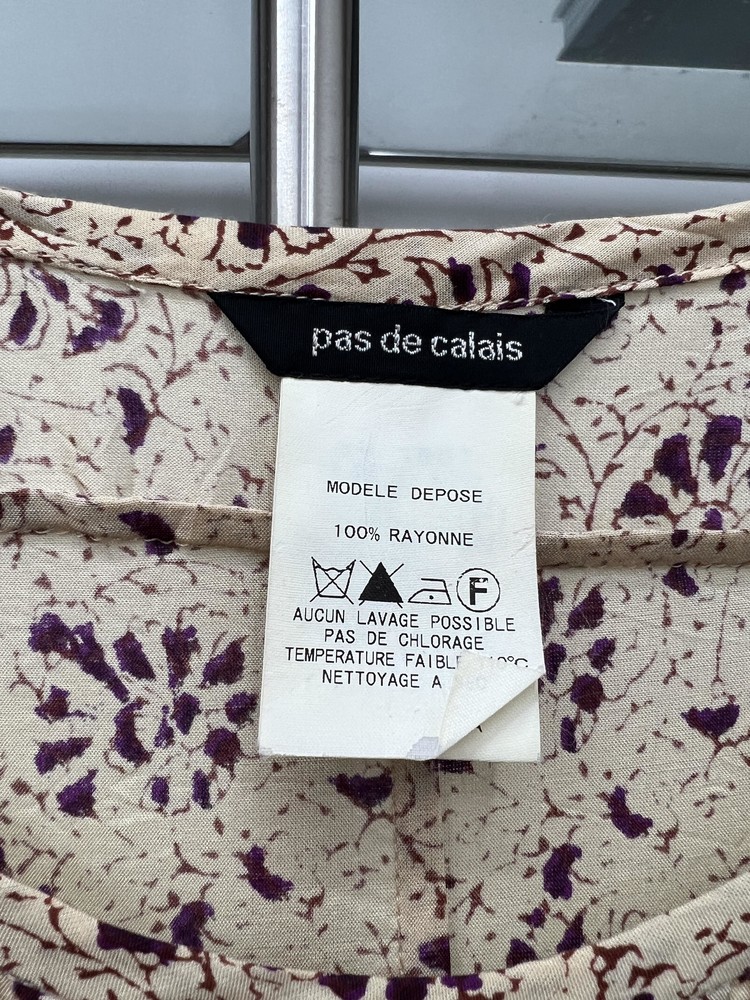 pas de calais
MODELE DEPOSE
100% RAYONNE
F
AUCUN LAVAGE POSSIBLE
PAS DE CHLORAGE
TEMPERATURE FAIBLE
NETTOYAGE A